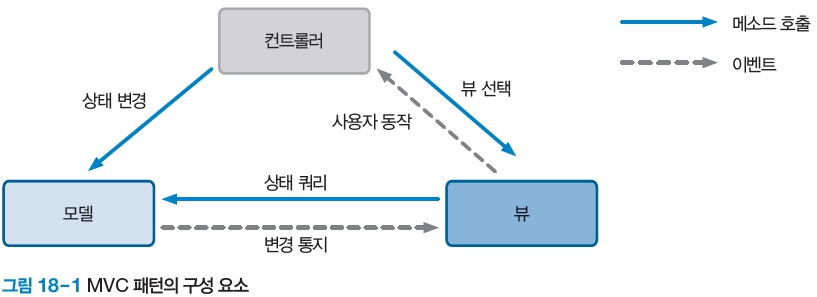 컨트롤러
메소드 호출
이벤트
상태 변경
뷰 선택
사용자 동작
상태 쿼리
모델
뷰
변경 통지
그림 18-1 MVC 패턴의 구성 요소